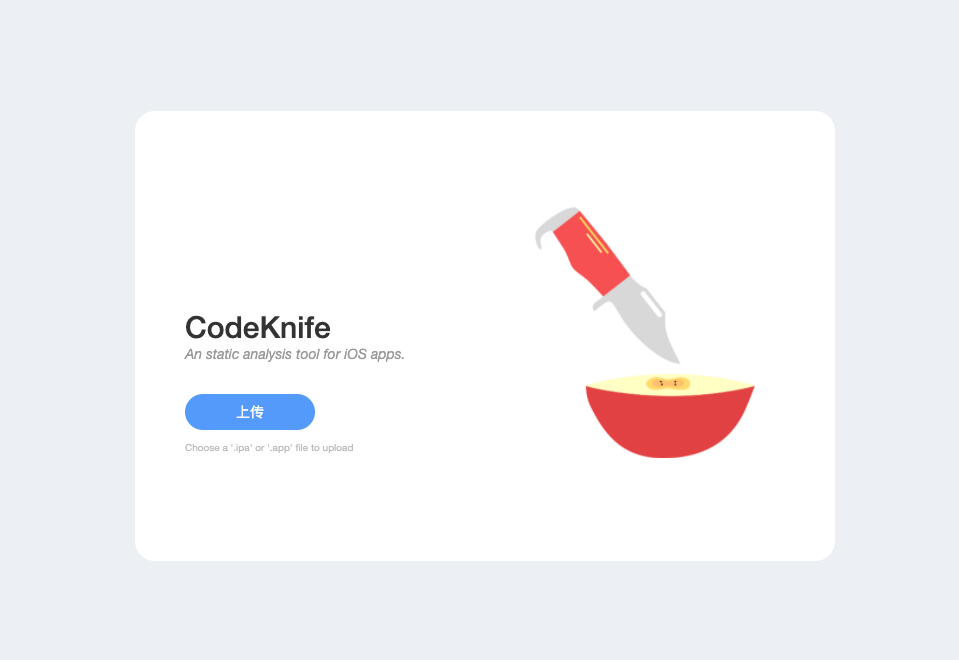 CodeKnife
An static analysis tool for iOS apps.
上传
Choose a '.ipa' or '.app' file to upload